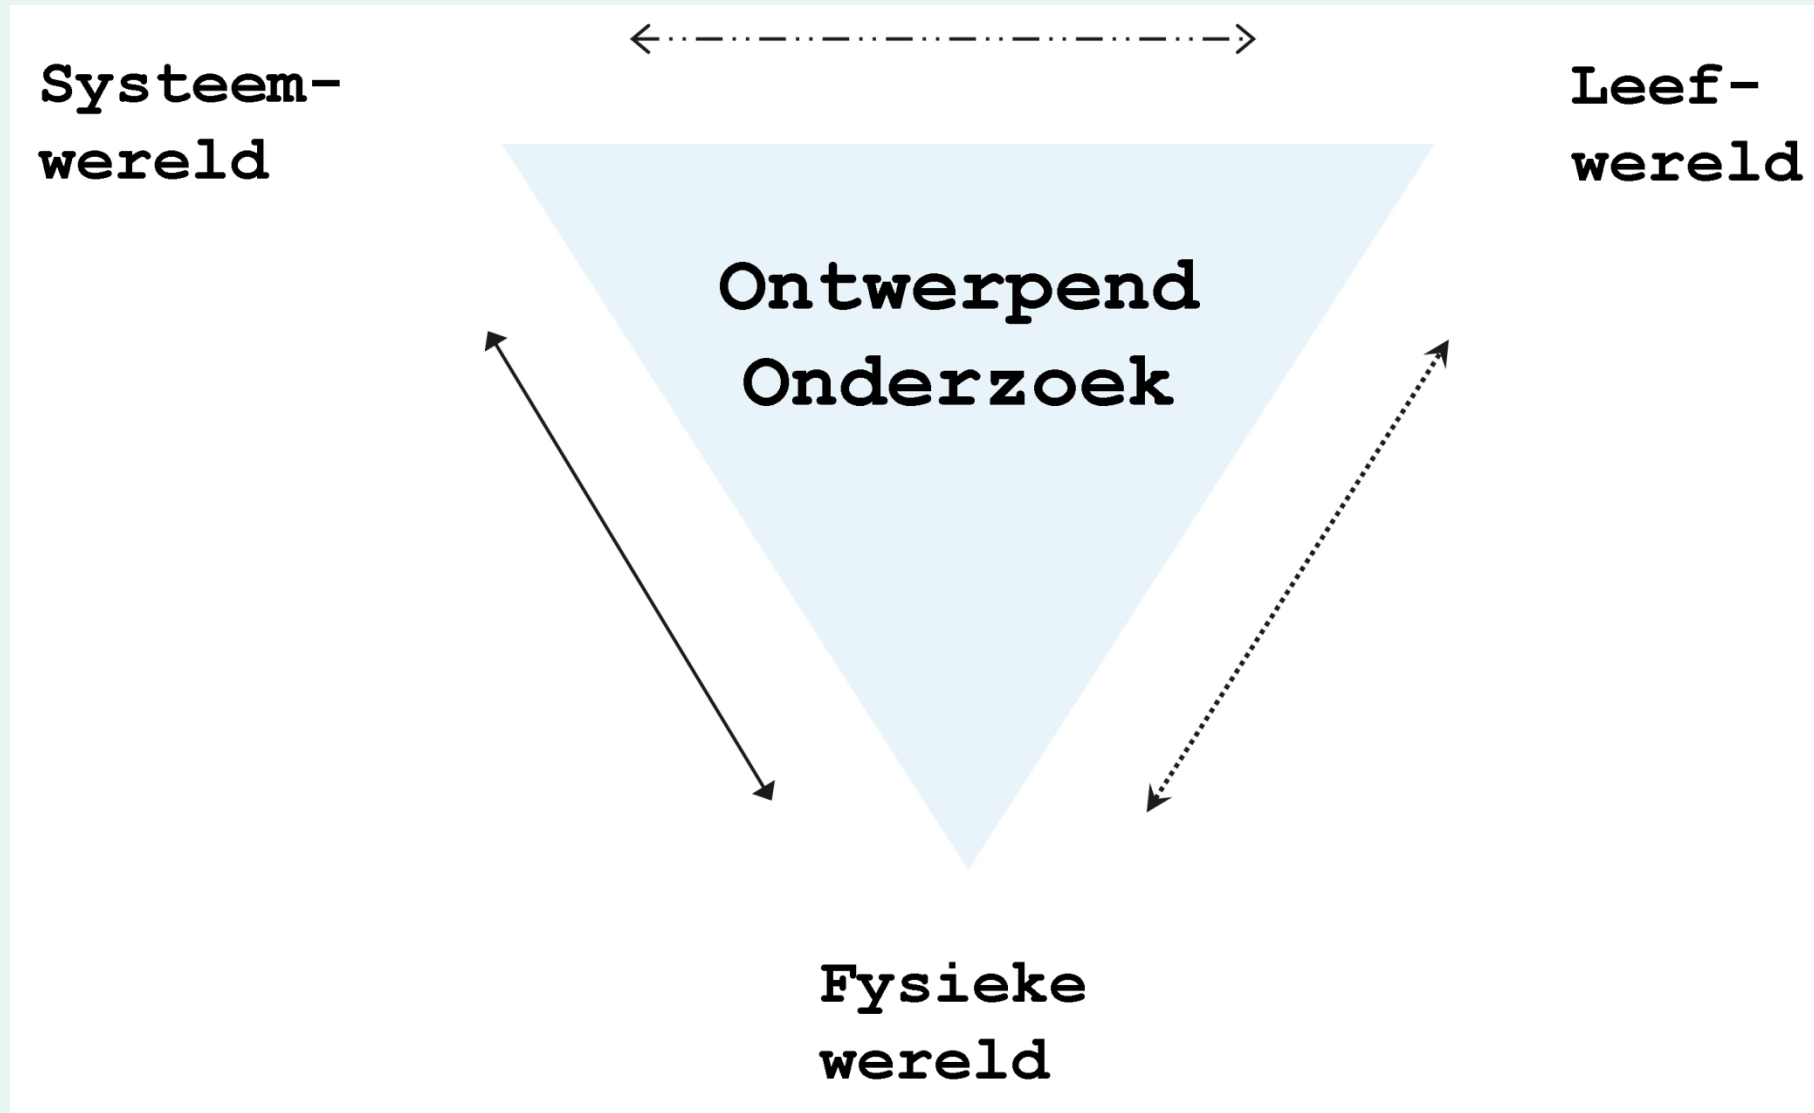 Systeem-
wereld
Leef-
wereld
Ontwerpend
Onderzoek
Fysieke
wereld